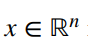 x ∈ ℝⁿ